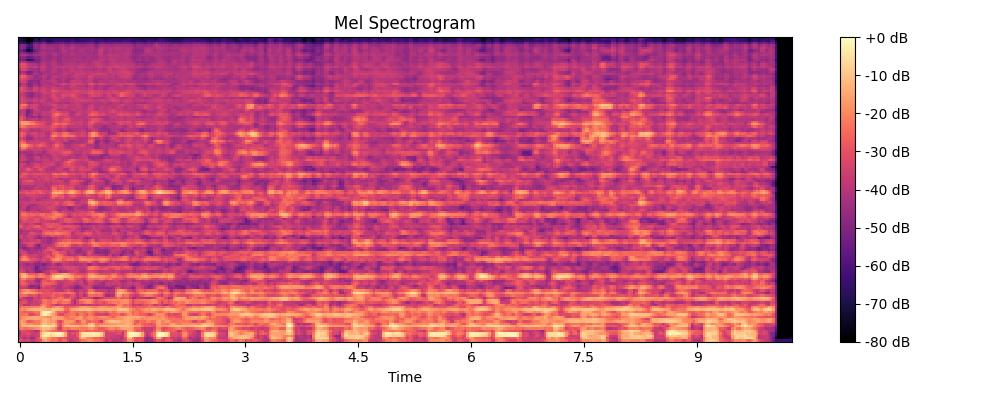 Mel Spectrogram
+0 dB
-10 dB
-20 dB
-30 dB
-40 dB
-50 dB
-60 dB
-70 dB
-80 dB
0 1.5 3 4.5 6 7.5 9
Time